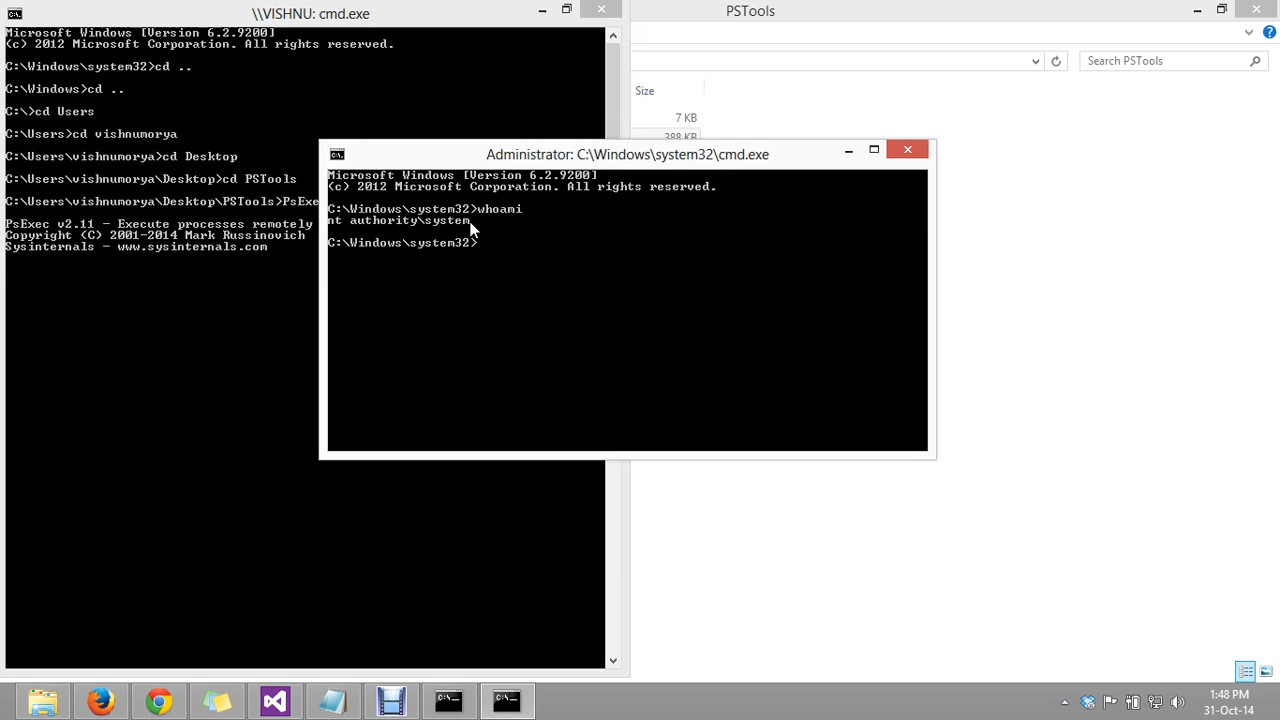 \\VISHNU: cmd.exe
Microsoft Windows [Version 6.2.9200]
(c) 2012 Microsoft Corporation. All rights reserved.
C:\Windows\system32>cd ..
C:\Windows>cd ..
C:\>cd Users
C:\Users>cd vishnumorya
C:\Users\vishnumorya>cd Desktop
C:\Users\vishnumorya\Desktop>cd PSTools
C:\Users\vishnumorya\Desktop\PSTools>PsExe
PsExec v2.11 - Execute processes remotely
Copyright (C) 2001-2014 Mark Russinovich
Sysinternals - www.sysinternals.com
PSTools
Search PSTools
Size
7 KB
388 KB
Administrator: C:\Windows\system32\cmd.exe
Microsoft Windows [Version 6.2.9200]
(c) 2012 Microsoft Corporation. All rights reserved.
C:\Windows\system32>whoami
nt authority\system
C:\Windows\system32>
1:48 PM
31-Oct-14